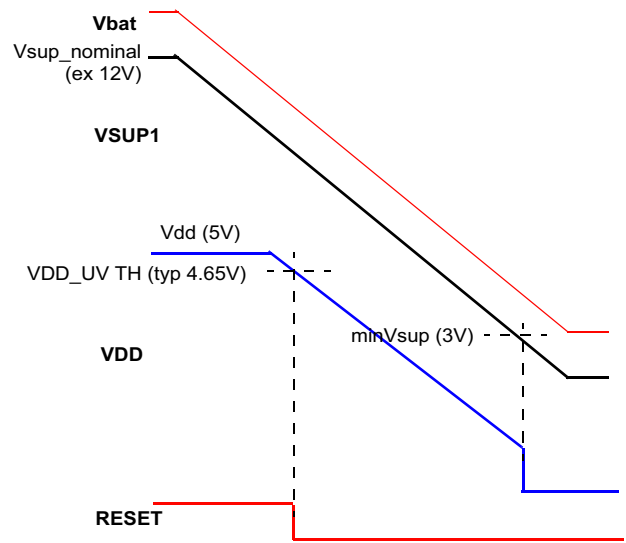 Vbat
Vsup_nominal
(ex 12V)
VSUP1
Vdd (5V)
VDD_UV TH (typ 4.65V)
minVsup (3V)
VDD
RESET